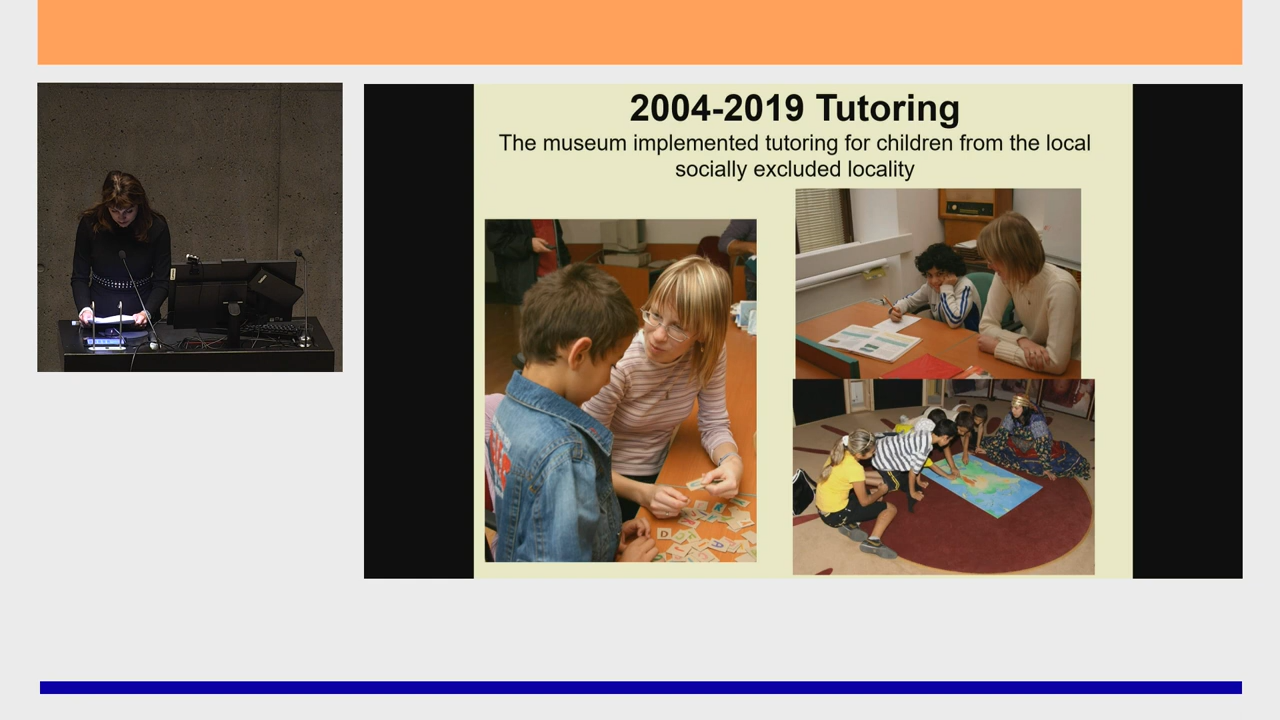 2004-2019 Tutoring
The museum implemented tutoring for children from the local
socially excluded locality
D